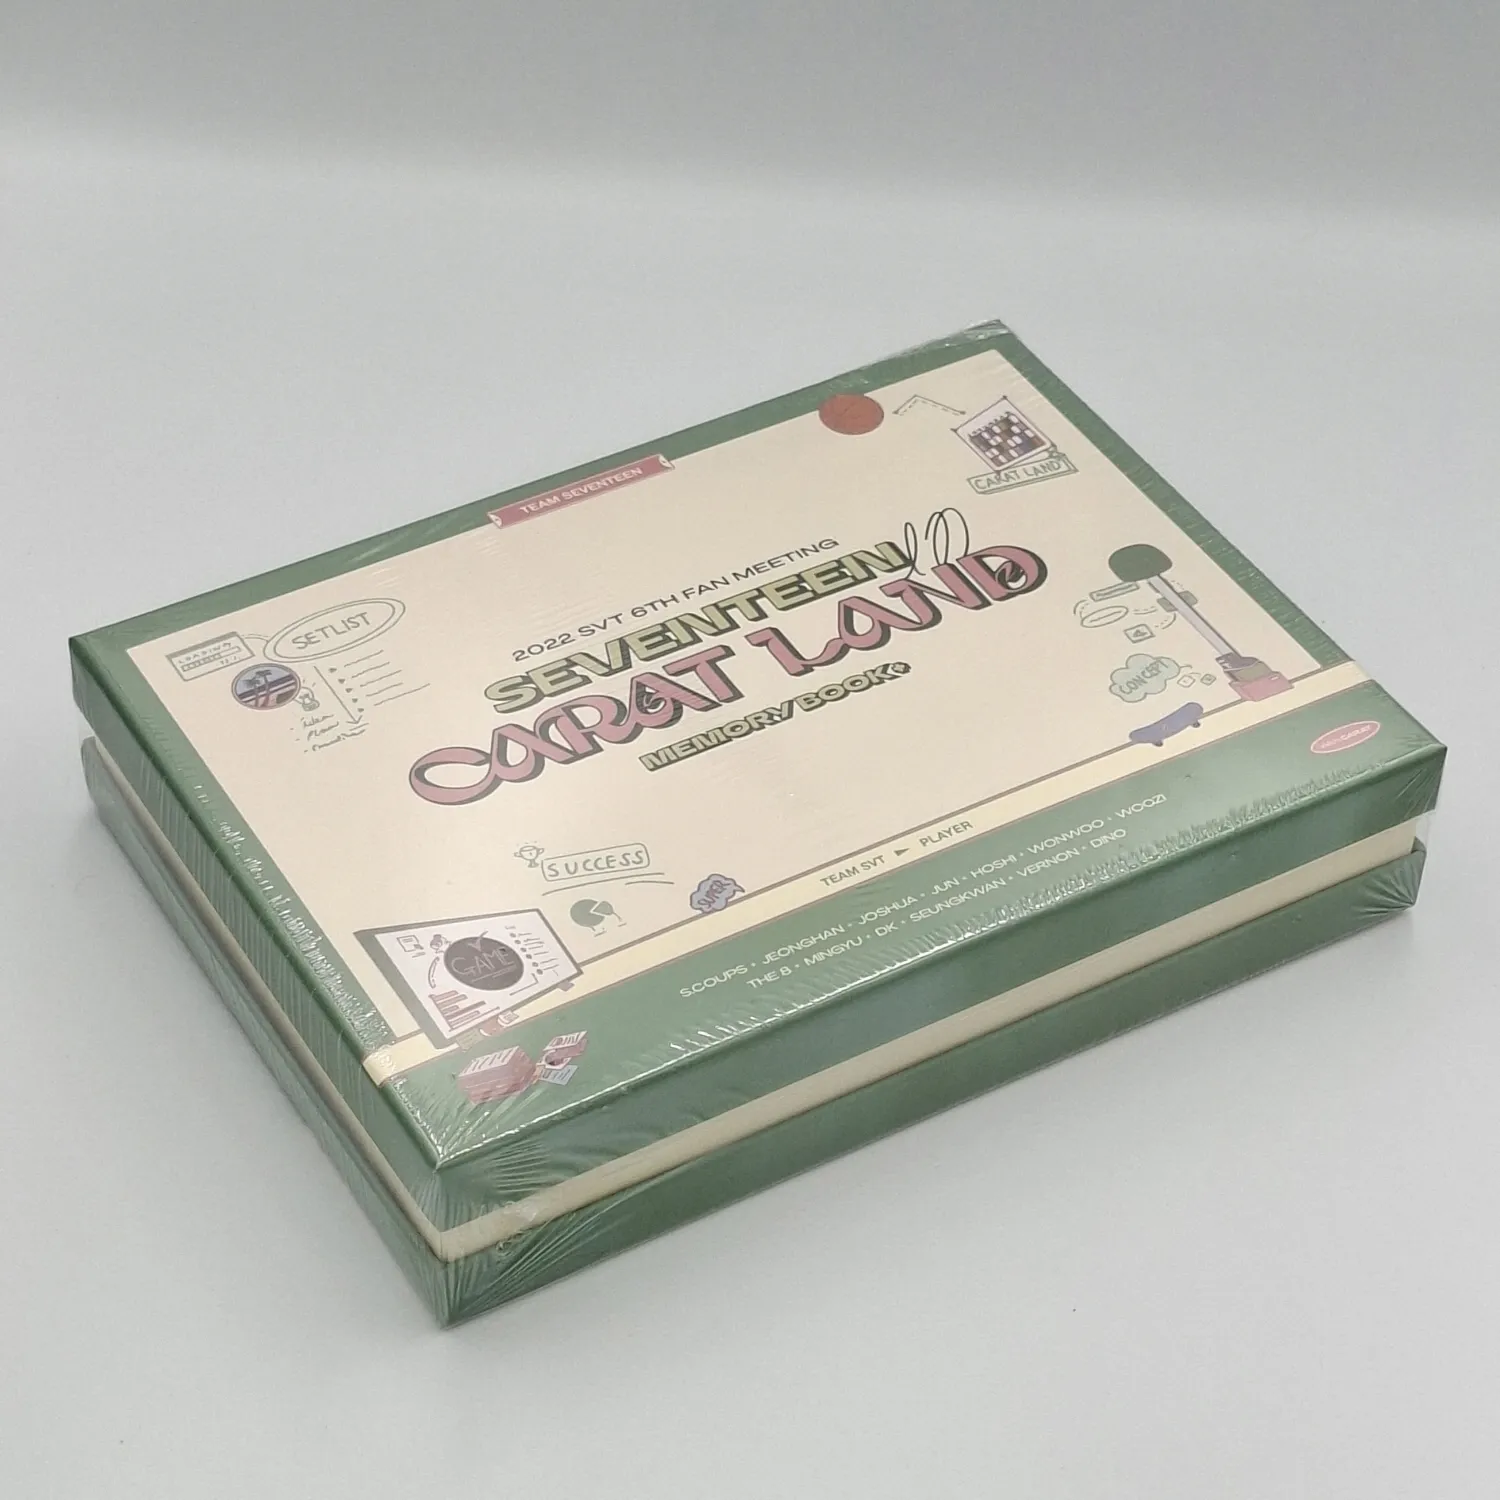 TEAM SEVENTEEN
CARAT LAND
2022 SVT 6TH FAN MEETING
SEVENTEEN
CARAT LAND
MEMORY BOOK+
SETLIST
LOADING
CONCEPT
SUCCESS
SUPER
GAME
TEAM SVT ▶ PLAYER
S.COUPS • JEONGHAN • JOSHUA • JUN • HOSHI • WONWOO • WOOZI
THE 8 • MINGYU • DK • SEUNGKWAN • VERNON • DINO